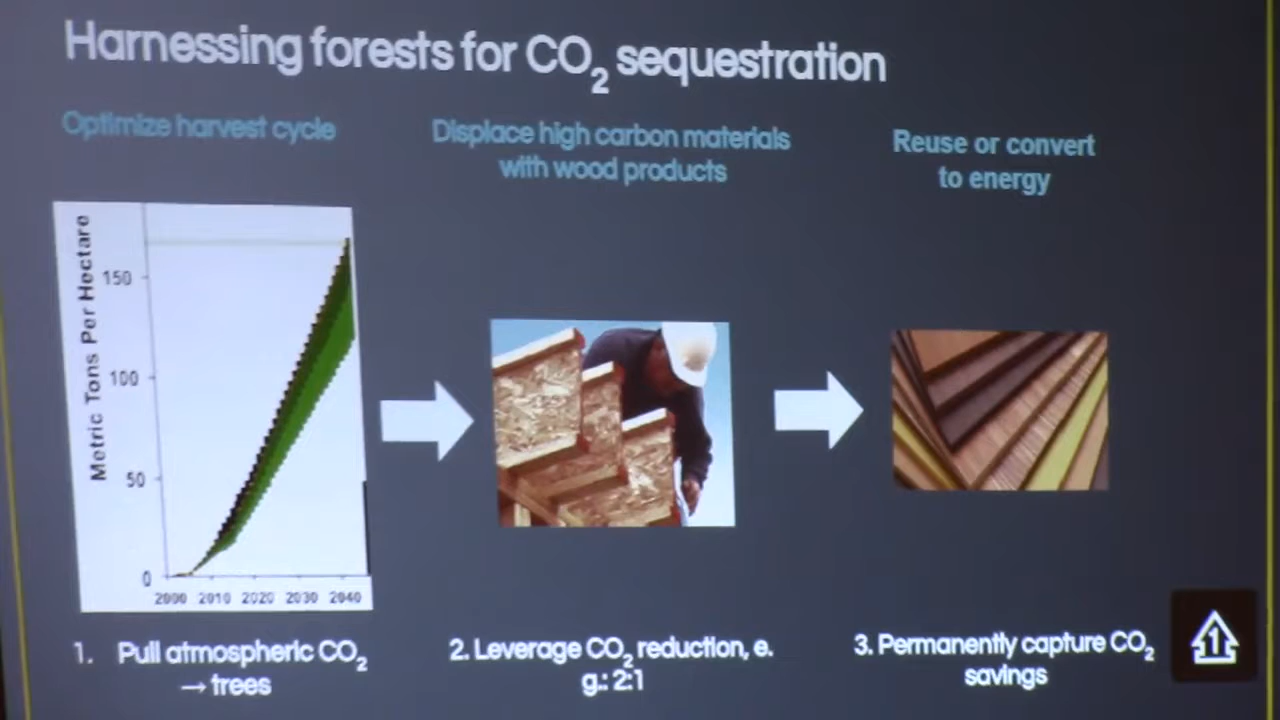 Harnessing forests for CO2 sequestration
Optimize harvest cycle
Displace high carbon materials
with wood products
Reuse or convert
to energy
Metric Tons Per Hectare
150
100
50
0
2000 2010 2020 2030 2040
1. Pull atmospheric CO2
→ trees
2. Leverage CO2 reduction, e.
g.: 2:1
3. Permanently capture CO2
savings
1